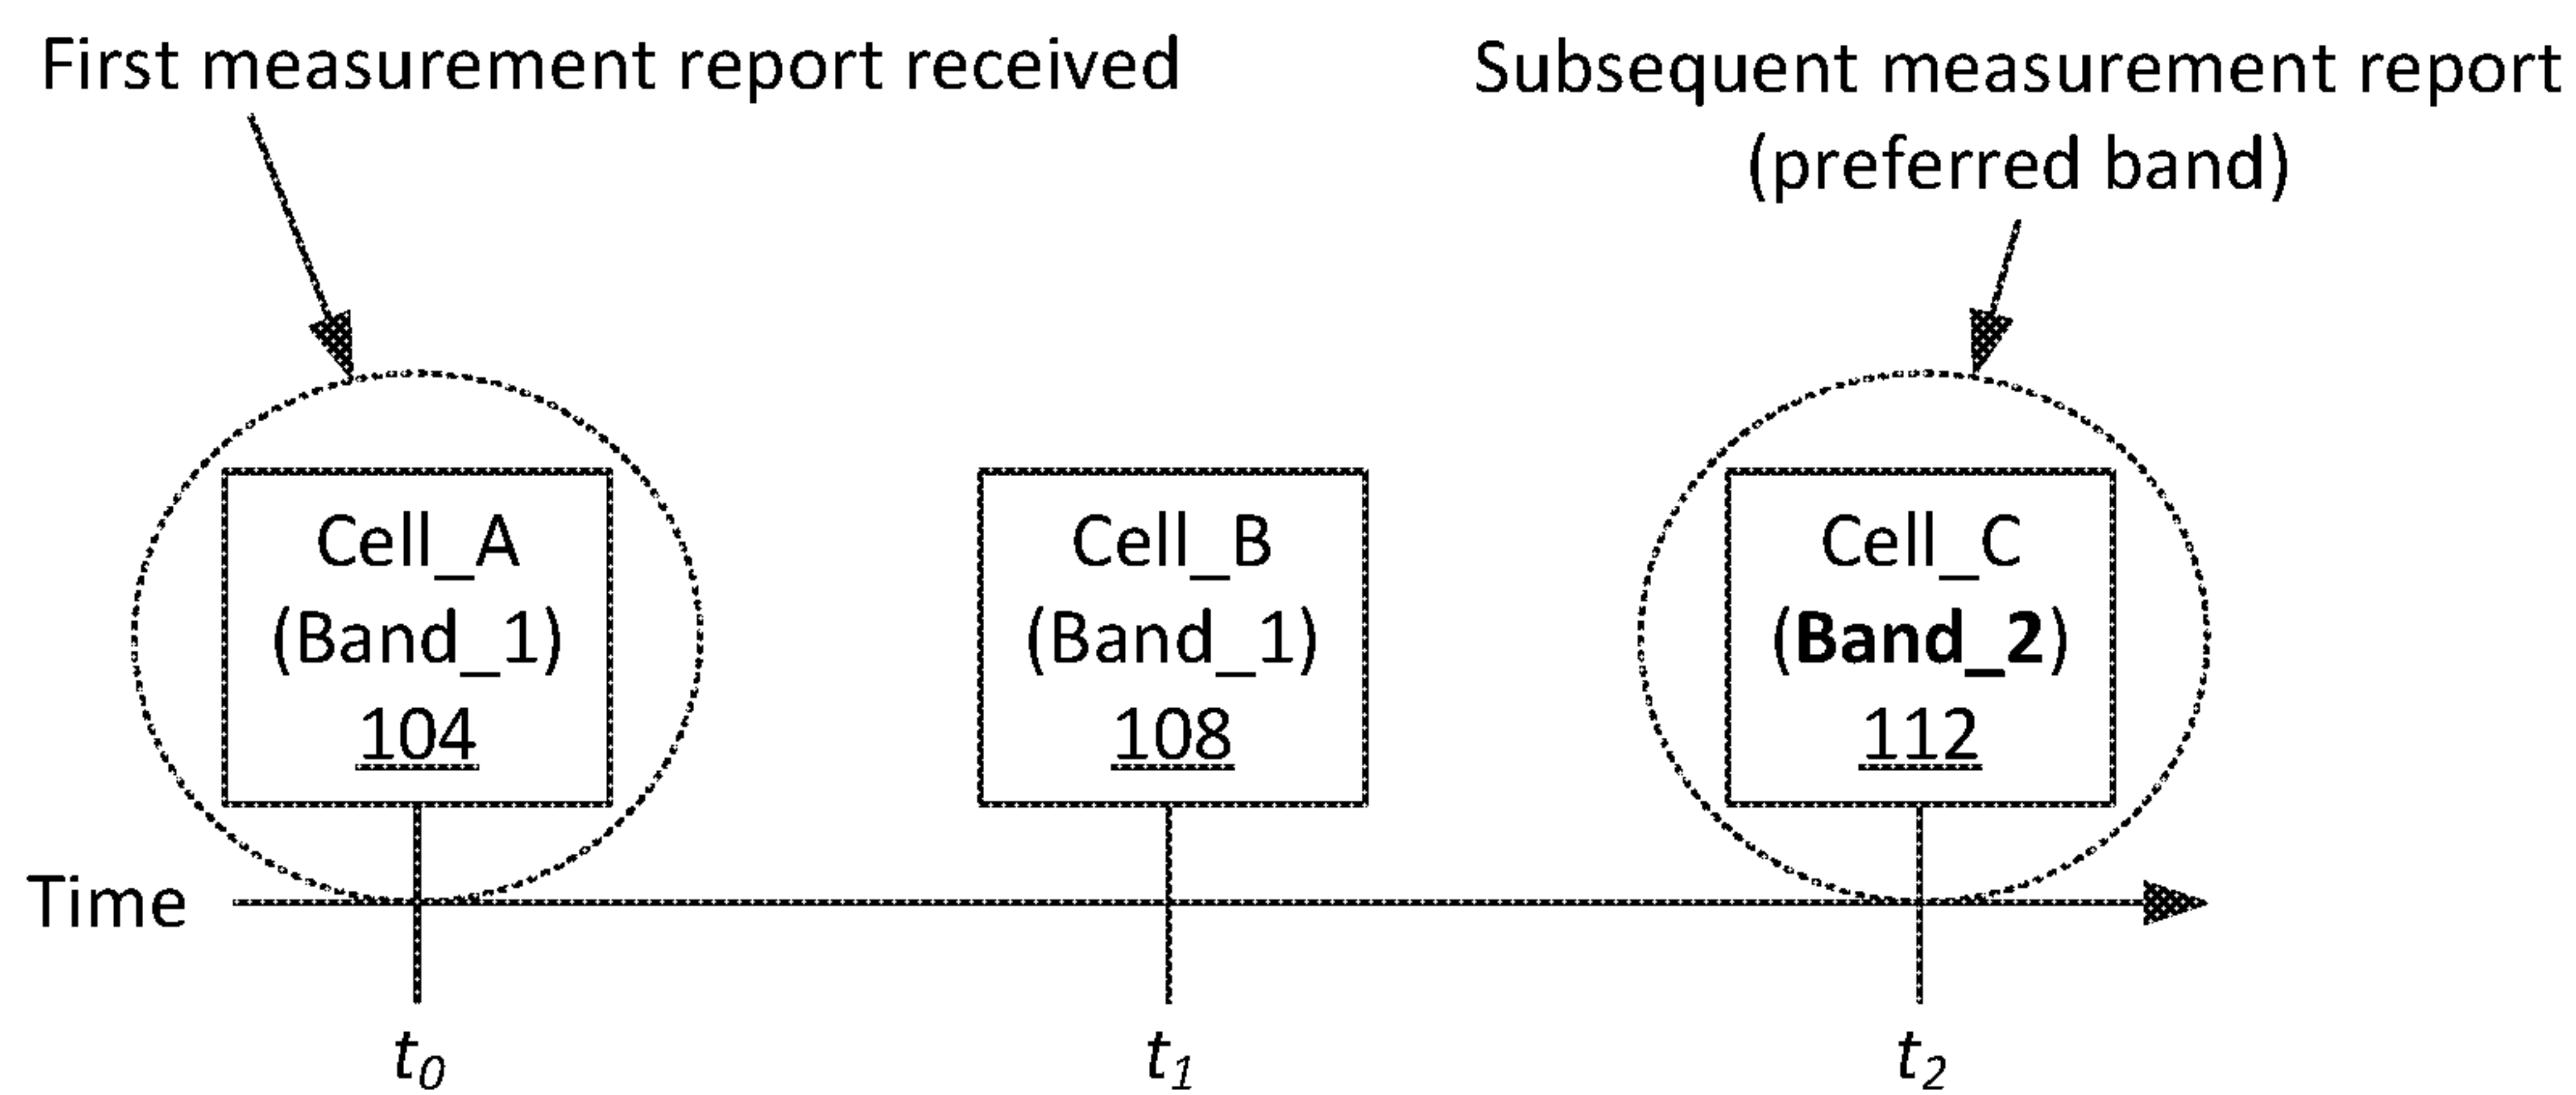 First measurement report received
Subsequent measurement report
(preferred band)
Cell_A
(Band_1)
104
Cell_B
(Band_1)
108
Cell_C
(Band_2)
112
Time
t0
t1
t2